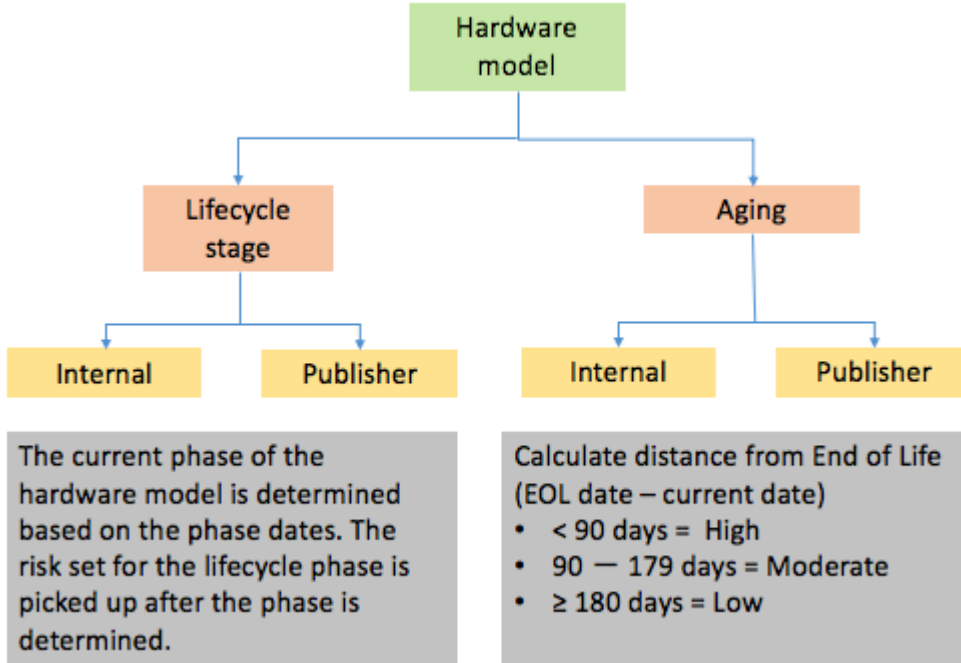 Hardware
model
Lifecycle
stage
Aging
Internal
Publisher
Internal
Publisher
The current phase of the
hardware model is determined
based on the phase dates. The
risk set for the lifecycle phase is
picked up after the phase is
determined.
Calculate distance from End of Life
(EOL date – current date)
• < 90 days = High
• 90 — 179 days = Moderate
• ≥ 180 days = Low